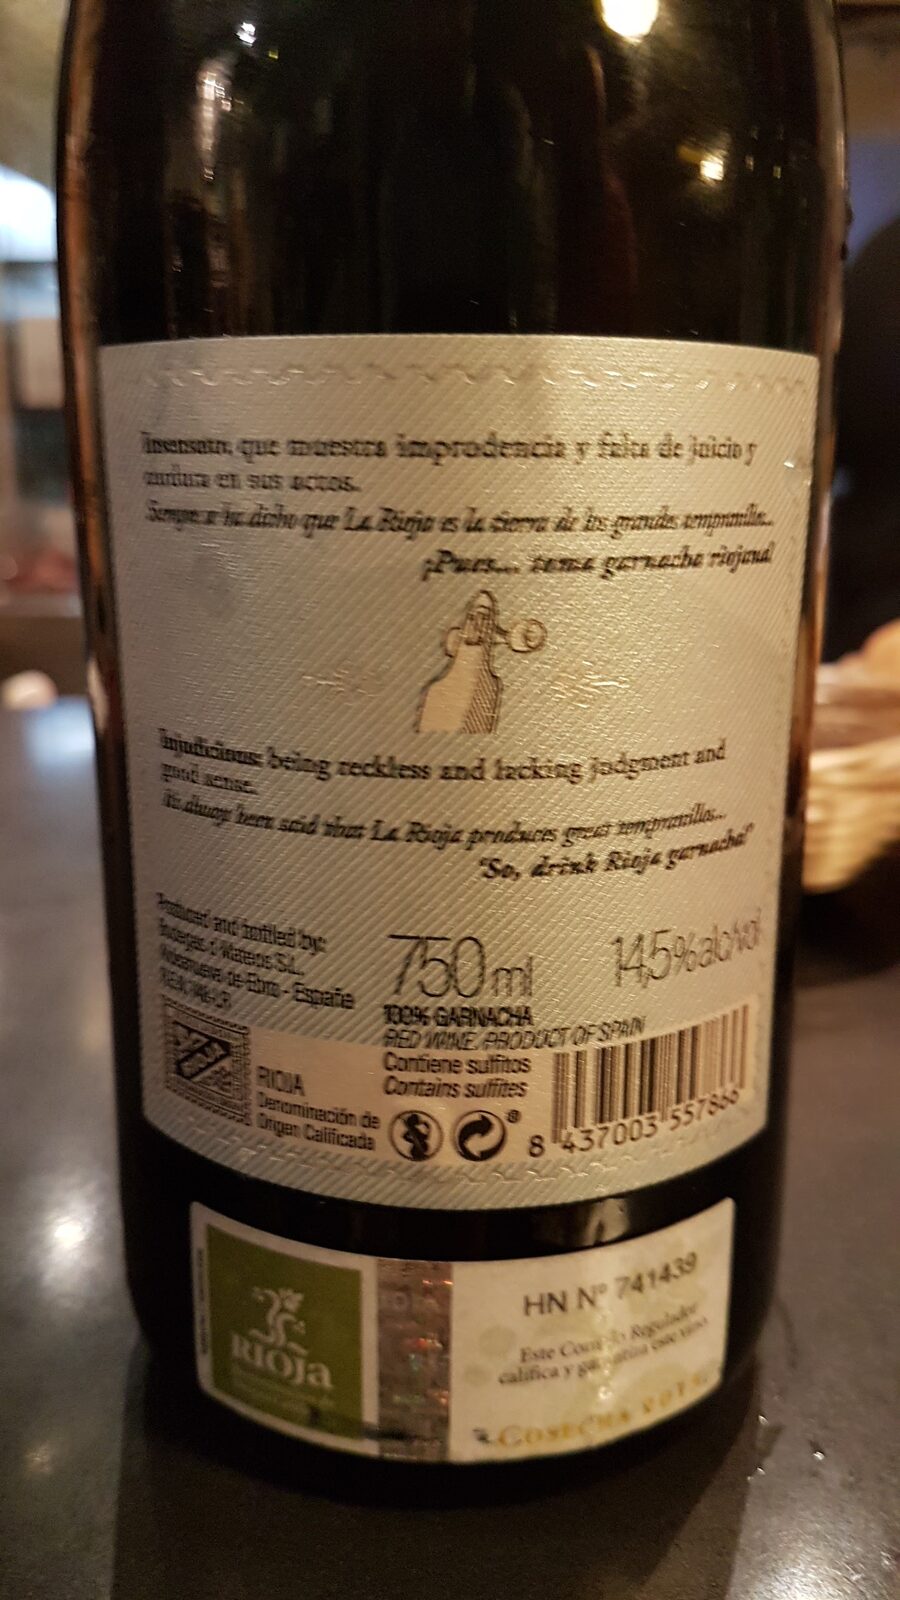 Insensato, que muestra imprudencia y falta de juicio y
en sus actos.
Siempre se ha dicho que La Rioja es la tierra de los grandes tempranillos...
¡Pues... toma garnacha riojana!
Injudicious: being reckless and lacking judgment and
good sense.
It's always been said that La Rioja produces great tempranillos...
"So, drink Rioja garnacha!"
Produced and bottled by:
Bodegas d. Mateos S.L.
Aldeanueva de Ebro - España
750ml
14,5%alc/vol.
100% GARNACHA
RED WINE, PRODUCT OF SPAIN
Contiene sulfitos
Contains sulfites
RIOJA
Denominación de
Origen Calificada
8 437003 557866
RIOJA
HN Nº 741439
Este Consejo Regulador
califica y garantiza este vino.
COSECHA